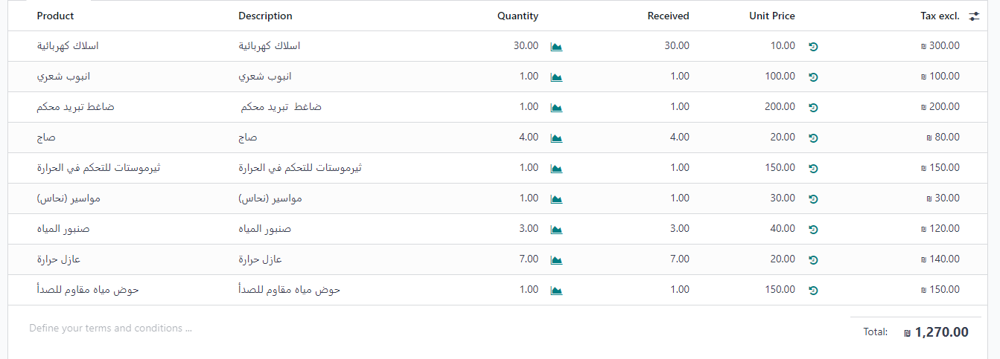 Product Description Quantity Received Unit Price Tax excl.
اسلاك كهربائية اسلاك كهربائية 30.00 30.00 10.00 ₪ 300.00
انبوب شعري انبوب شعري 1.00 1.00 100.00 ₪ 100.00
ضاغط تبريد محكم ضاغط تبريد محكم 1.00 1.00 200.00 ₪ 200.00
صاج صاج 4.00 4.00 20.00 ₪ 80.00
ثيرموستات للتحكم في الحرارة ثيرموستات للتحكم في الحرارة 1.00 1.00 150.00 ₪ 150.00
مواسير (نحاس) مواسير (نحاس) 1.00 1.00 30.00 ₪ 30.00
صنبور المياه صنبور المياه 3.00 3.00 40.00 ₪ 120.00
عازل حرارة عازل حرارة 7.00 7.00 20.00 ₪ 140.00
حوض مياه مقاوم للصدأ حوض مياه مقاوم للصدأ 1.00 1.00 150.00 ₪ 150.00
Define your terms and conditions ... Total: ₪ 1,270.00